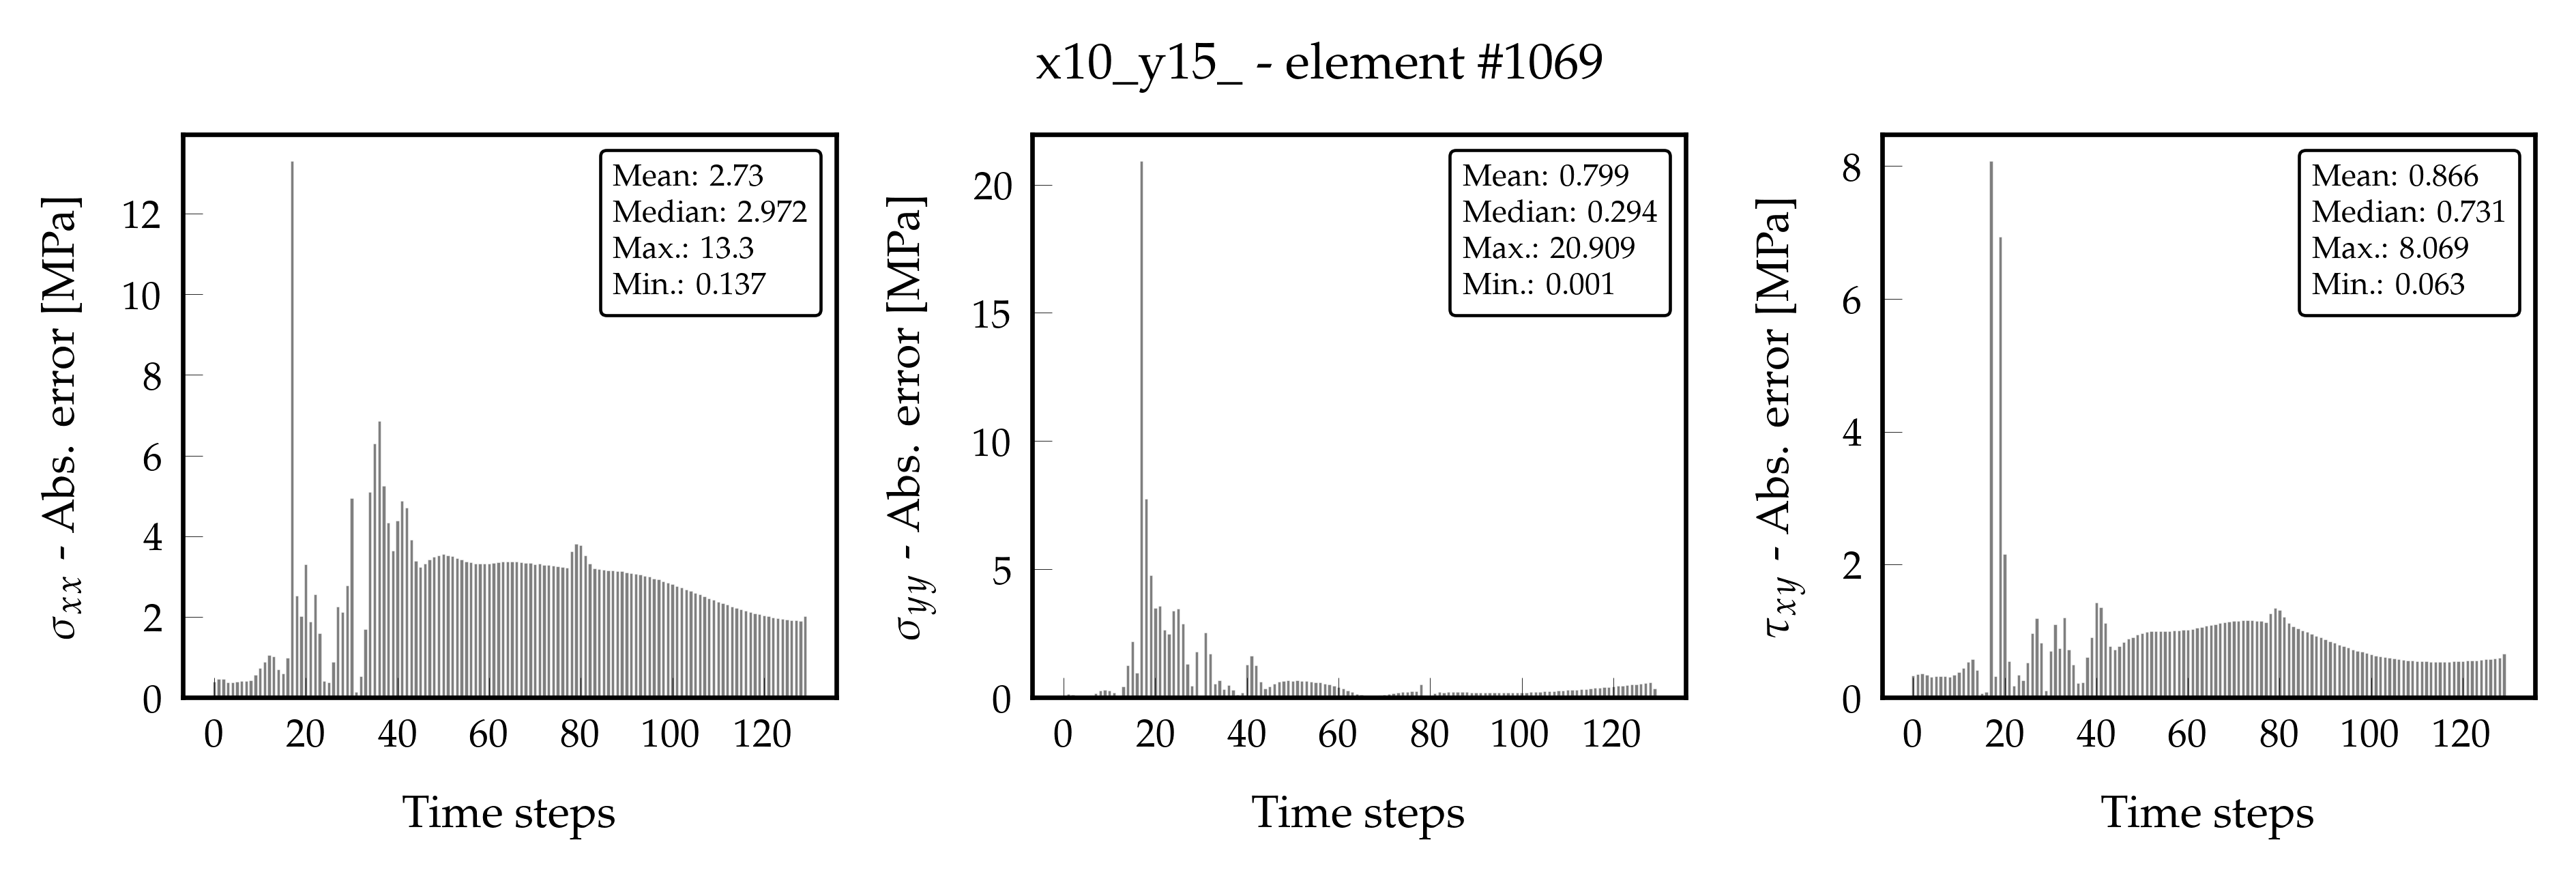 x10_y15_ - element #1069
σxx - Abs. error [MPa]
12
10
8
6
4
2
0
Mean: 2.73
Median: 2.972
Max.: 13.3
Min.: 0.137
0 20 40 60 80 100 120
Time steps
σyy - Abs. error [MPa]
20
15
10
5
0
Mean: 0.799
Median: 0.294
Max.: 20.909
Min.: 0.001
0 20 40 60 80 100 120
Time steps
τxy - Abs. error [MPa]
8
6
4
2
0
Mean: 0.866
Median: 0.731
Max.: 8.069
Min.: 0.063
0 20 40 60 80 100 120
Time steps